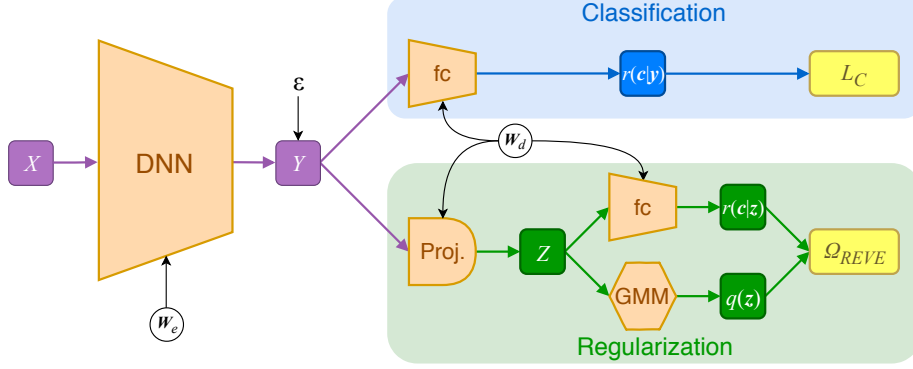 Classification
fc
r(c|y)
L_C
ε
X
DNN
Y
W_d
W_e
Proj.
Z
fc
r(c|z)
GMM
q(z)
Ω_REVE
Regularization